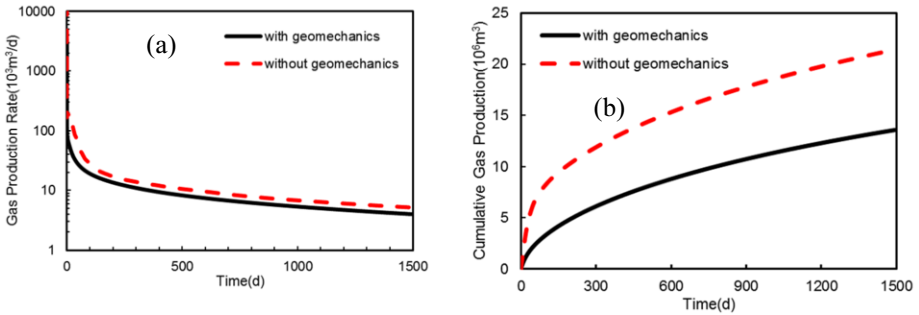 (a)
with geomechanics
without geomechanics
Gas Production Rate(10³m³/d)
10000
1000
100
10
1
0
500
1000
1500
Time(d)
(b)
with geomechanics
without geomechanics
Cumulative Gas Production(10⁶m³)
25
20
15
10
5
0
0
300
600
900
1200
1500
Time(d)